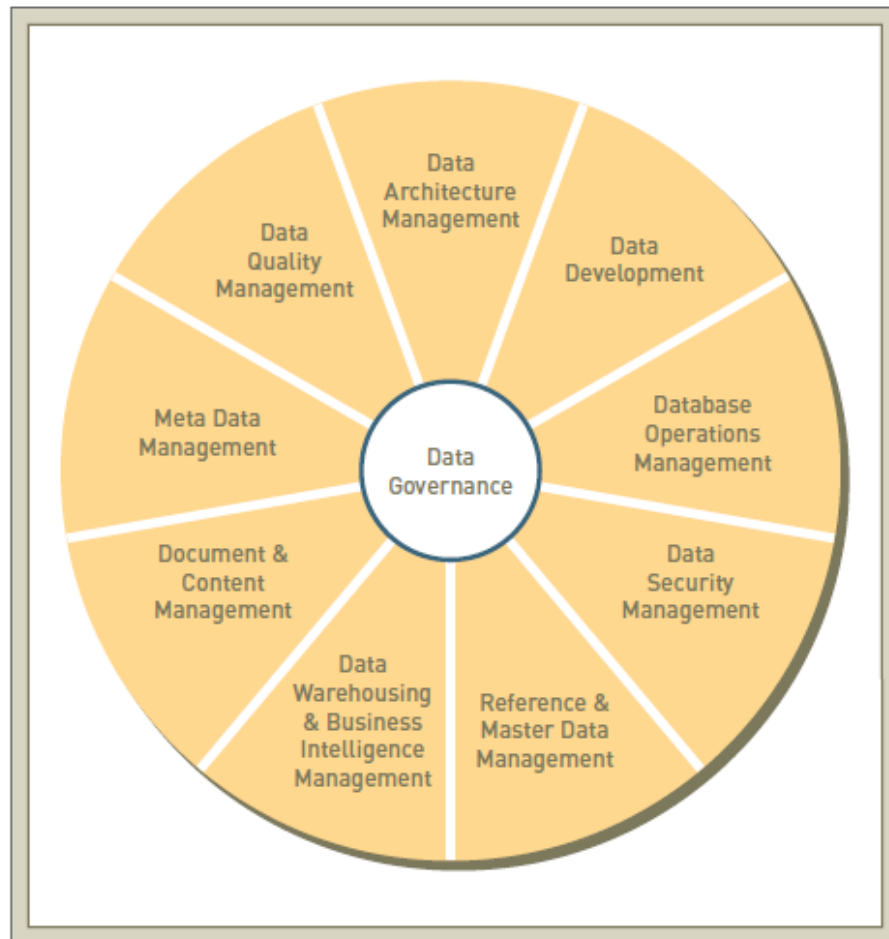 Data
Architecture
Management
Data
Development
Database
Operations
Management
Data
Security
Management
Reference &
Master Data
Management
Data
Warehousing
& Business
Intelligence
Management
Document &
Content
Management
Meta Data
Management
Data
Quality
Management
Data
Governance